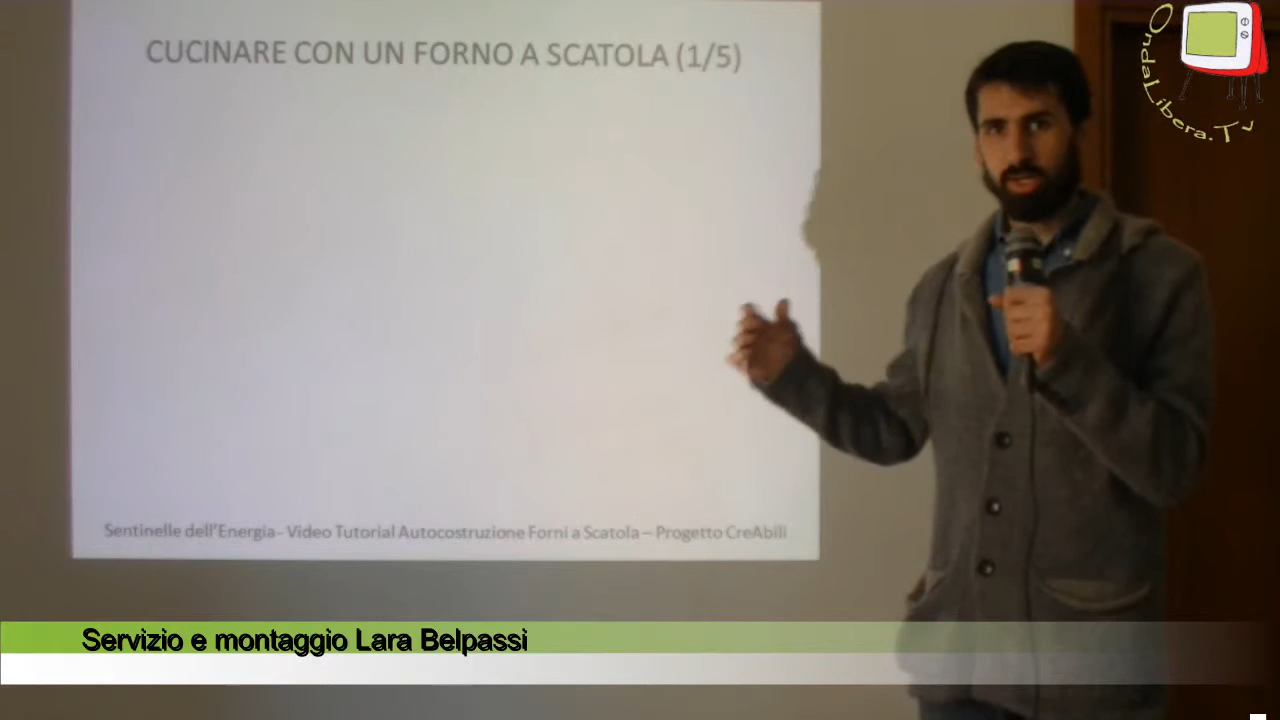 CUCINARE CON UN FORNO A SCATOLA (1/5)
OndaLibera.Tv
Sentinelle dell'Energia- Video Tutorial Autocostruzione Forni a Scatola – Progetto CreAbili
Servizio e montaggio Lara Belpassi